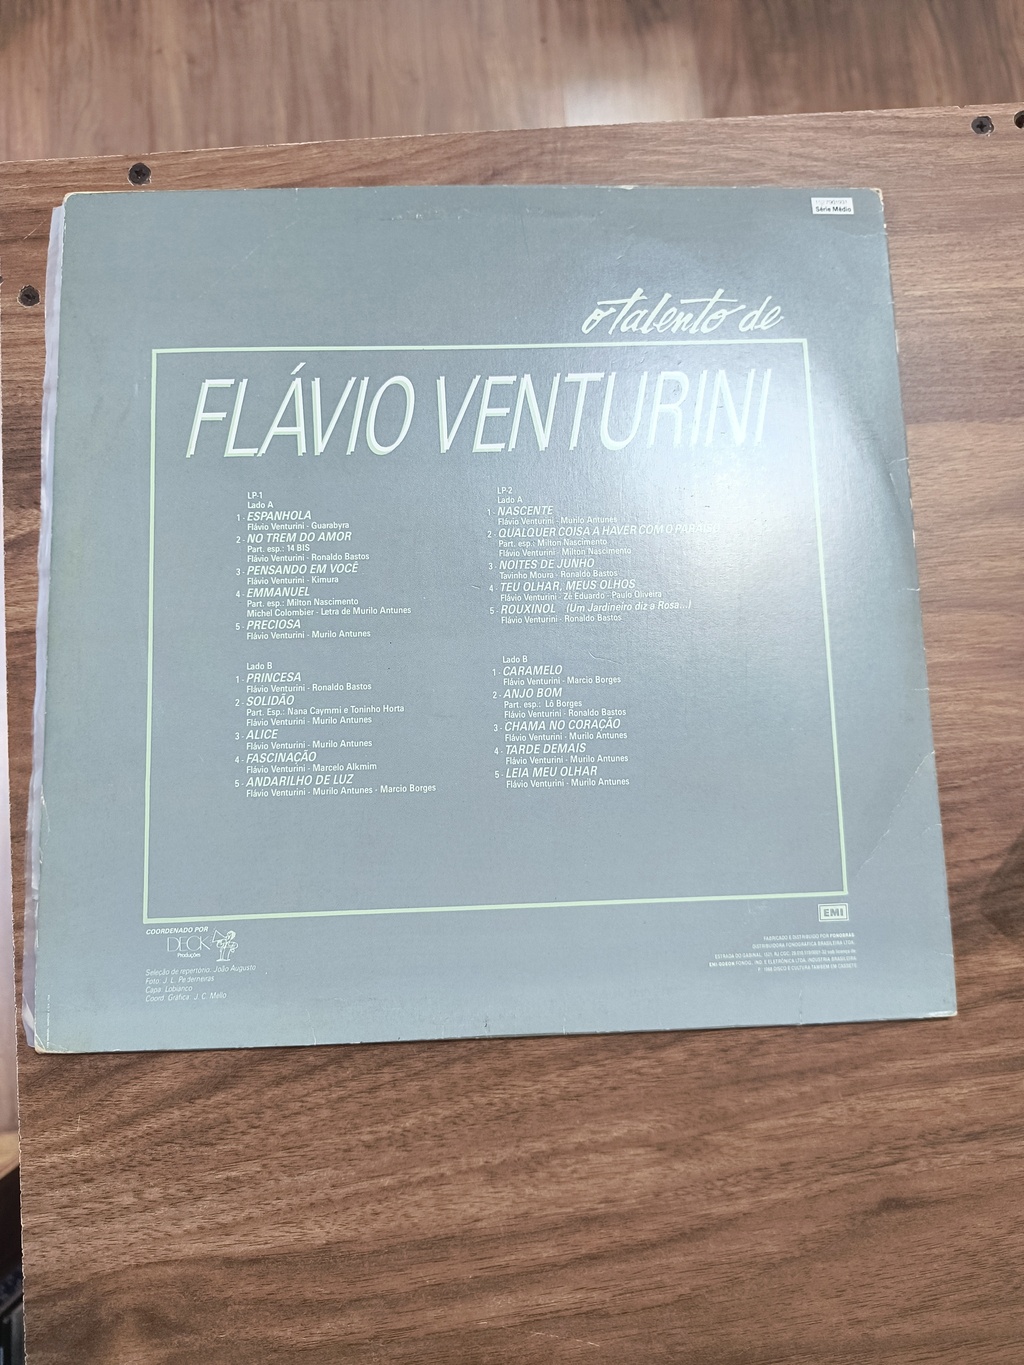 Série Médio
o talento de
FLÁVIO VENTURINI
LP-1
Lado A
1 - ESPANHOLA
Flávio Venturini - Guarabyra
2 - NO TREM DO AMOR
Part. esp.: 14 BIS
Flávio Venturini - Ronaldo Bastos
3 - PENSANDO EM VOCÊ
Flávio Venturini - Kimura
4 - EMMANUEL
Part. esp.: Milton Nascimento
Michel Colombier - Letra de Murilo Antunes
5 - PRECIOSA
Flávio Venturini - Murilo Antunes
Lado B
1 - PRINCESA
Flávio Venturini - Ronaldo Bastos
2 - SOLIDÃO
Part. Esp.: Nana Caymmi e Toninho Horta
Flávio Venturini - Murilo Antunes
3 - ALICE
Flávio Venturini - Murilo Antunes
4 - FASCINAÇÃO
Flávio Venturini - Marcelo Alkmim
5 - ANDARILHO DE LUZ
Flávio Venturini - Murilo Antunes - Marcio Borges
LP-2
Lado A
1 - NASCENTE
Flávio Venturini - Murilo Antunes
2 - QUALQUER COISA A HAVER COM O
Part. esp.: Milton Nascimento
Flávio Venturini - Milton Nascimento
3 - NOITES DE JUNHO
Tavinho Moura - Ronaldo Bastos
4 - TEU OLHAR, MEUS OLHOS
Flávio Venturini - Zé Eduardo - Paulo Oliveira
5 - ROUXINOL (Um Jardineiro diz a Rosa...)
Flávio Venturini - Ronaldo Bastos
Lado B
1 - CARAMELO
Flávio Venturini - Marcio Borges
2 - ANJO BOM
Part. esp.: Lô Borges
Flávio Venturini - Ronaldo Bastos
3 - CHAMA NO CORAÇÃO
Flávio Venturini - Murilo Antunes
4 - TARDE DEMAIS
Flávio Venturini - Murilo Antunes
5 - LEIA MEU OLHAR
Flávio Venturini - Murilo Antunes
COORDENADO POR
DECK
Produções
Seleção de repertório: João Augusto
Foto: J. L. Pederneiras
Capa: Lobianco
Coord. Gráfica: J. C. Mello
EMI
FABRICADO E DISTRIBUIDO POR FONOBRAS
DISTRIBUIDORA FONOGRÁFICA BRASILEIRA LTDA.